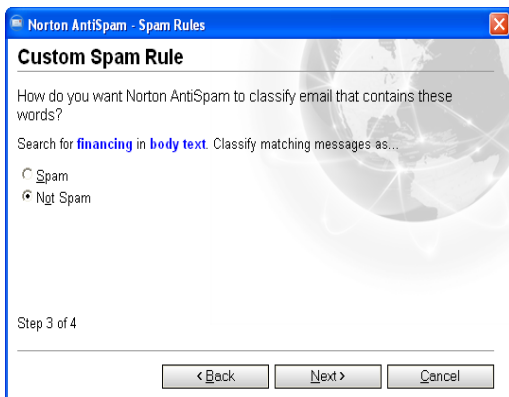 Norton AntiSpam - Spam Rules
Custom Spam Rule
How do you want Norton AntiSpam to classify email that contains these
words?
Search for financing in body text. Classify matching messages as...
Spam
Not Spam
Step 3 of 4
< Back Next > Cancel